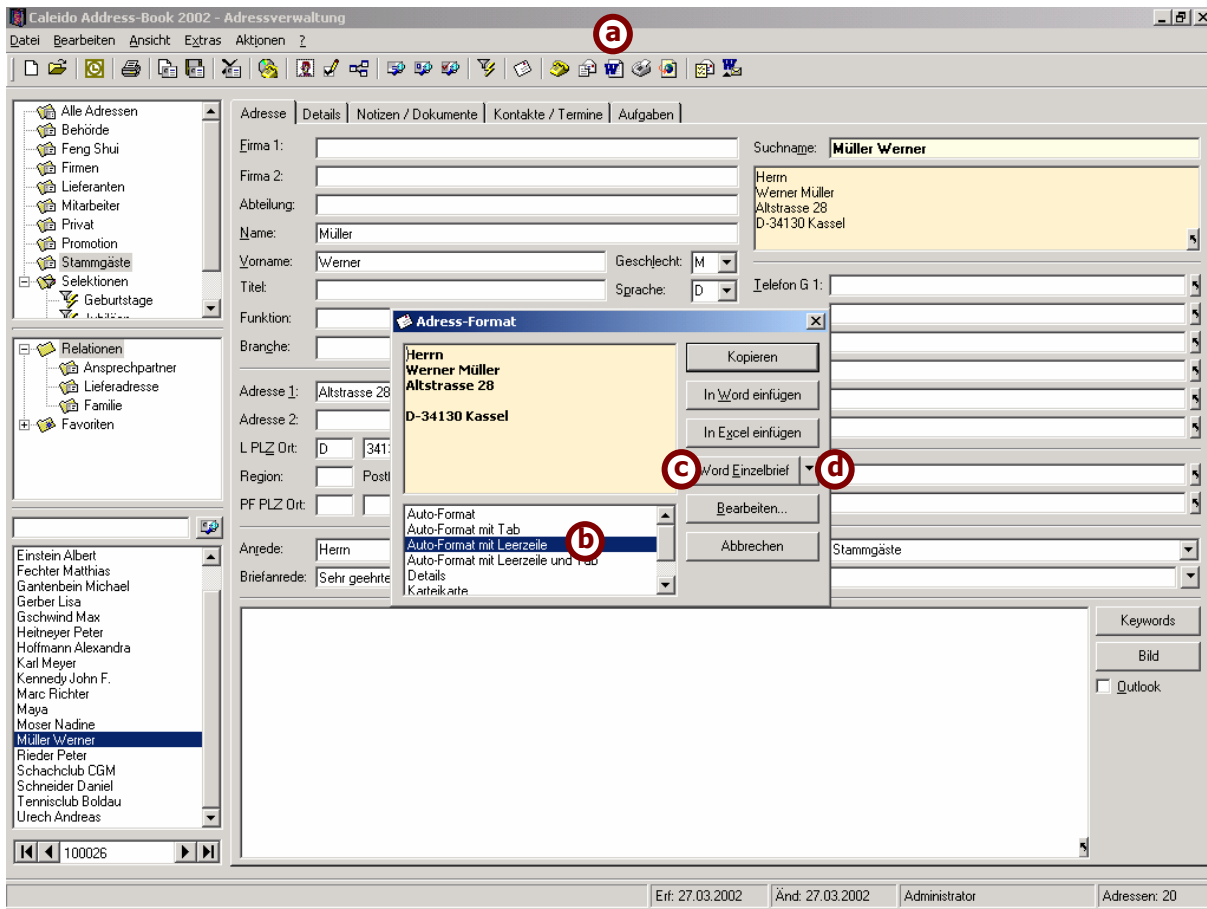 Caleido Address-Book 2002 - Adressverwaltung
Datei Bearbeiten Ansicht Extras Aktionen ?
a
Alle Adressen
Behörde
Feng Shui
Firmen
Lieferanten
Mitarbeiter
Privat
Promotion
Stammgäste
Selektionen
Geburtstage
Relationen
Ansprechpartner
Lieferadresse
Familie
Favoriten
Einstein Albert
Fechter Matthias
Gantenbein Michael
Gerber Lisa
Gschwind Max
Heitneyer Peter
Hoffmann Alexandra
Karl Meyer
Kennedy John F.
Marc Richter
Maya
Moser Nadine
Müller Werner
Rieder Peter
Schachclub CGM
Schneider Daniel
Tennisclub Boldau
Urech Andreas
100026
Adresse Details Notizen / Dokumente Kontakte / Termine Aufgaben
Firma 1:
Firma 2:
Abteilung:
Name: Müller
Vorname: Werner Geschlecht: M
Titel: Sprache: D
Funktion:
Branche:
Adresse 1: Altstrasse 28
Adresse 2:
L PLZ Ort: D
Region:
PF PLZ Ort:
Anrede: Herrn
Briefanrede: Sehr geehrte
Suchname: Müller Werner
Herrn
Werner Müller
Altstrasse 28
D-34130 Kassel
Telefon G 1:
Stammgäste
Adress-Format
Herrn
Werner Müller
Altstrasse 28
D-34130 Kassel
Auto-Format
Auto-Format mit Tab
Auto-Format mit Leerzeile b
Auto-Format mit Leerzeile und Tab
Details
Karteikarte
Kopieren
In Word einfügen
In Excel einfügen
c Word Einzelbrief d
Bearbeiten...
Abbrechen
Keywords
Bild
Outlook
Erf: 27.03.2002 Änd: 27.03.2002 Administrator Adressen: 20